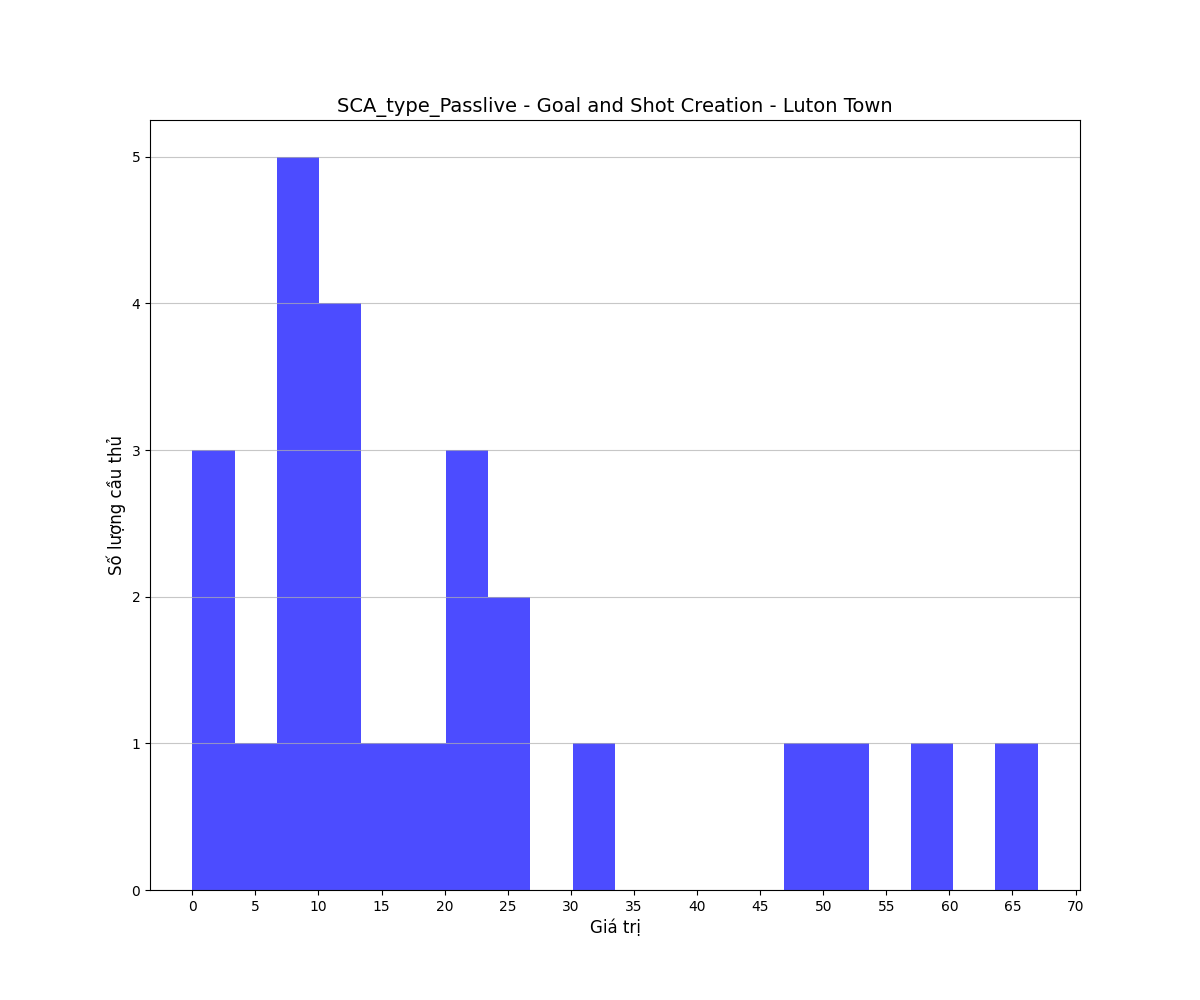 SCA_type_Passlive - Goal and Shot Creation - Luton Town
5
4
3
2
1
0
Số lượng cầu thủ
0 5 10 15 20 25 30 35 40 45 50 55 60 65 70
Giá trị